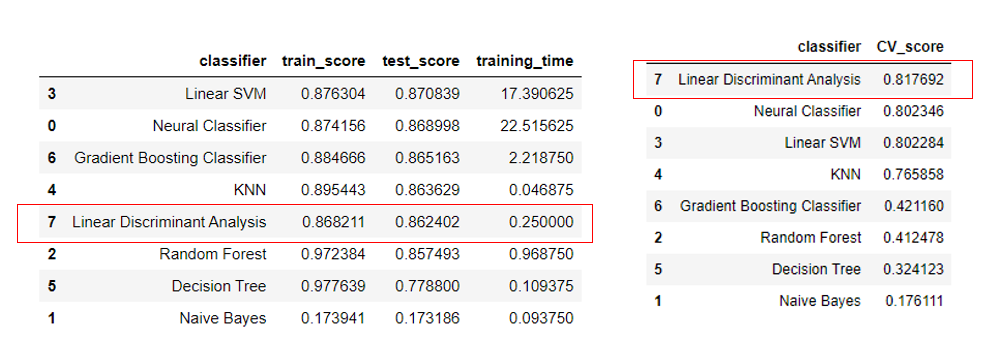 classifier train_score test_score training_time
3 Linear SVM 0.876304 0.870839 17.390625
0 Neural Classifier 0.874156 0.868998 22.515625
6 Gradient Boosting Classifier 0.884666 0.865163 2.218750
4 KNN 0.895443 0.863629 0.046875
7 Linear Discriminant Analysis 0.868211 0.862402 0.250000
2 Random Forest 0.972384 0.857493 0.968750
5 Decision Tree 0.977639 0.778800 0.109375
1 Naive Bayes 0.173941 0.173186 0.093750
classifier CV_score
7 Linear Discriminant Analysis 0.817692
0 Neural Classifier 0.802346
3 Linear SVM 0.802284
4 KNN 0.765858
6 Gradient Boosting Classifier 0.421160
2 Random Forest 0.412478
5 Decision Tree 0.324123
1 Naive Bayes 0.176111